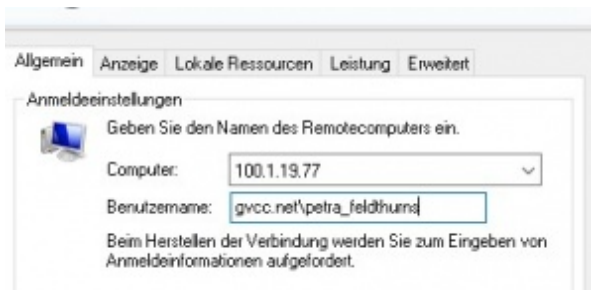 Allgemein Anzeige Lokale Ressourcen Leistung Erweitert
Anmeldeeinstellungen
Geben Sie den Namen des Remotecomputers ein.
Computer: 100.1.19.77
Benutzername: gvcc.net\petra_feldthurns
Beim Herstellen der Verbindung werden Sie zum Eingeben von
Anmeldeinformationen aufgefordert.